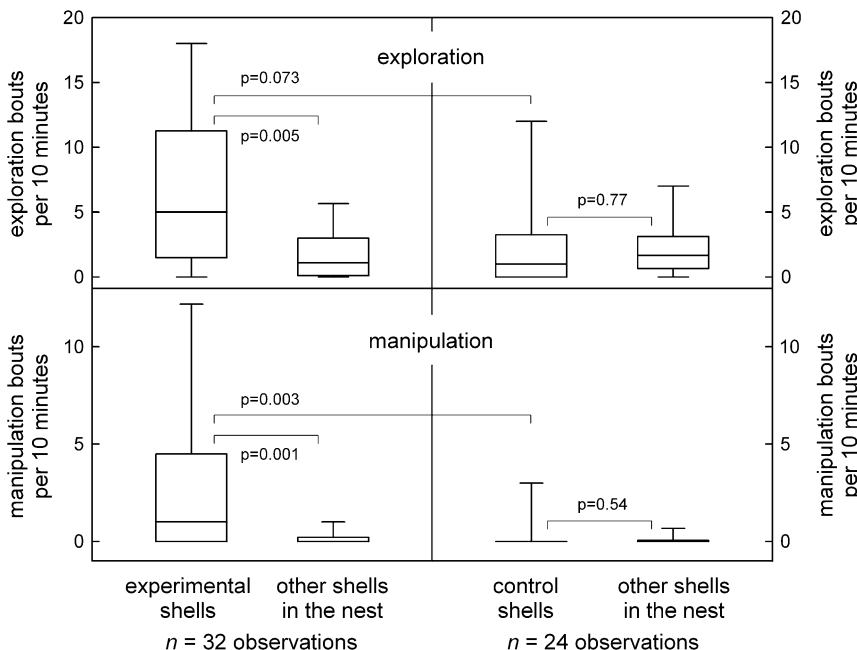 20
15
10
5
0
exploration bouts
per 10 minutes
exploration
p=0.073
p=0.005
p=0.77
20
15
10
5
0
exploration bouts
per 10 minutes
10
5
0
manipulation bouts
per 10 minutes
manipulation
p=0.003
p=0.001
p=0.54
10
5
0
manipulation bouts
per 10 minutes
experimental
shells
other shells
in the nest
control
shells
other shells
in the nest
n = 32 observations
n = 24 observations